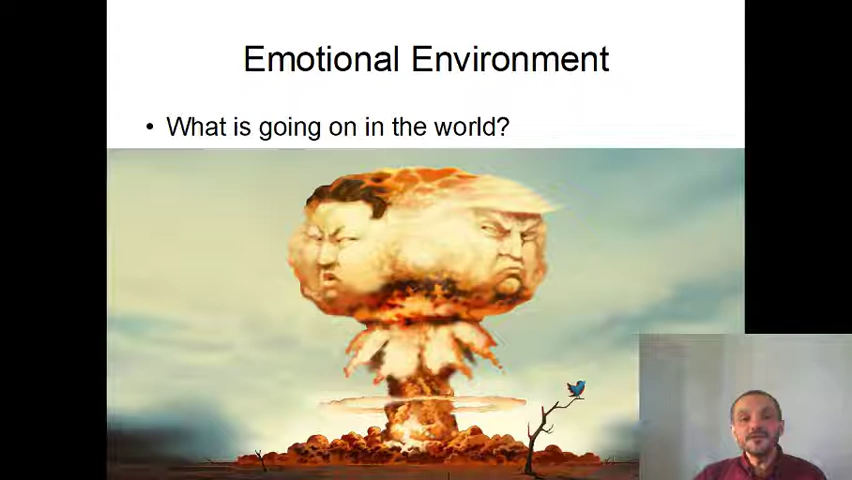 Emotional Environment
• What is going on in the world?